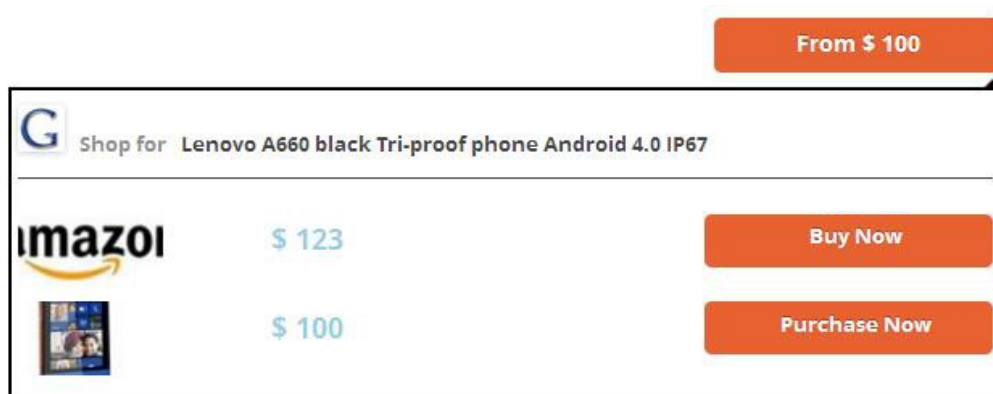 From $ 100
G Shop for Lenovo A660 black Tri-proof phone Android 4.0 IP67
amazon $ 123 Buy Now
$ 100 Purchase Now